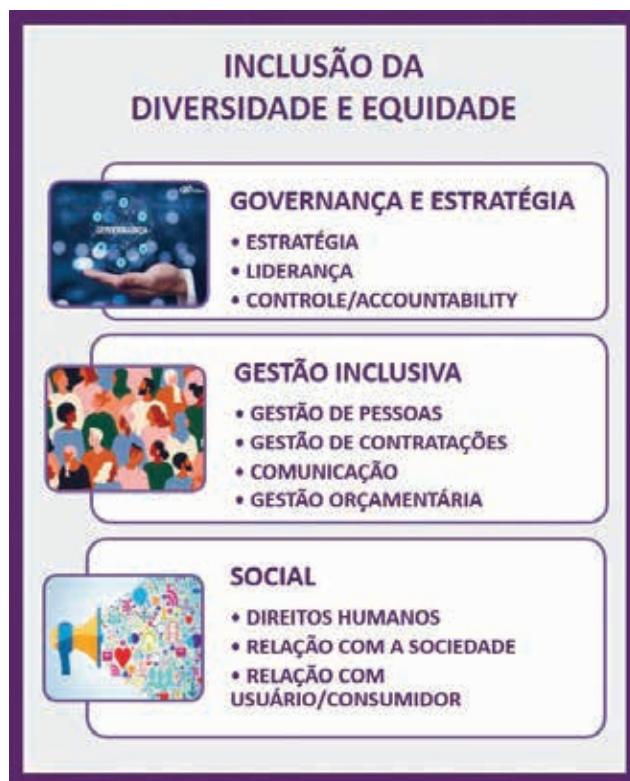 INCLUSÃO DA
DIVERSIDADE E EQUIDADE
GOVERNANÇA E ESTRATÉGIA
• ESTRATÉGIA
• LIDERANÇA
• CONTROLE/ACCOUNTABILITY
GOVERNANÇA
GESTÃO INCLUSIVA
• GESTÃO DE PESSOAS
• GESTÃO DE CONTRATAÇÕES
• COMUNICAÇÃO
• GESTÃO ORÇAMENTÁRIA
SOCIAL
• DIREITOS HUMANOS
• RELAÇÃO COM A SOCIEDADE
• RELAÇÃO COM
USUÁRIO/CONSUMIDOR